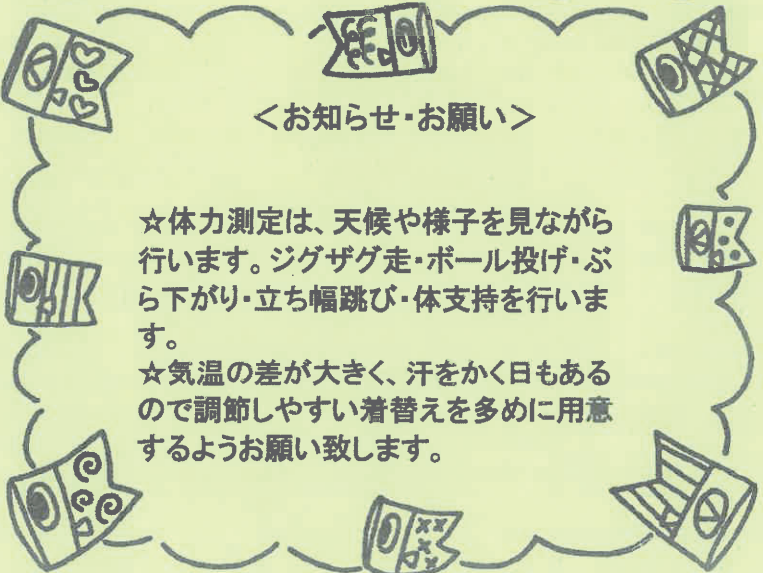 ＜お知らせ・お願い＞
☆体力測定は、天候や様子を見ながら
行います。ジグザグ走・ボール投げ・ぶ
ら下がり・立ち幅跳び・体支持を行いま
す。
☆気温の差が大きく、汗をかく日もある
ので調節しやすい着替えを多めに用意
するようお願い致します。